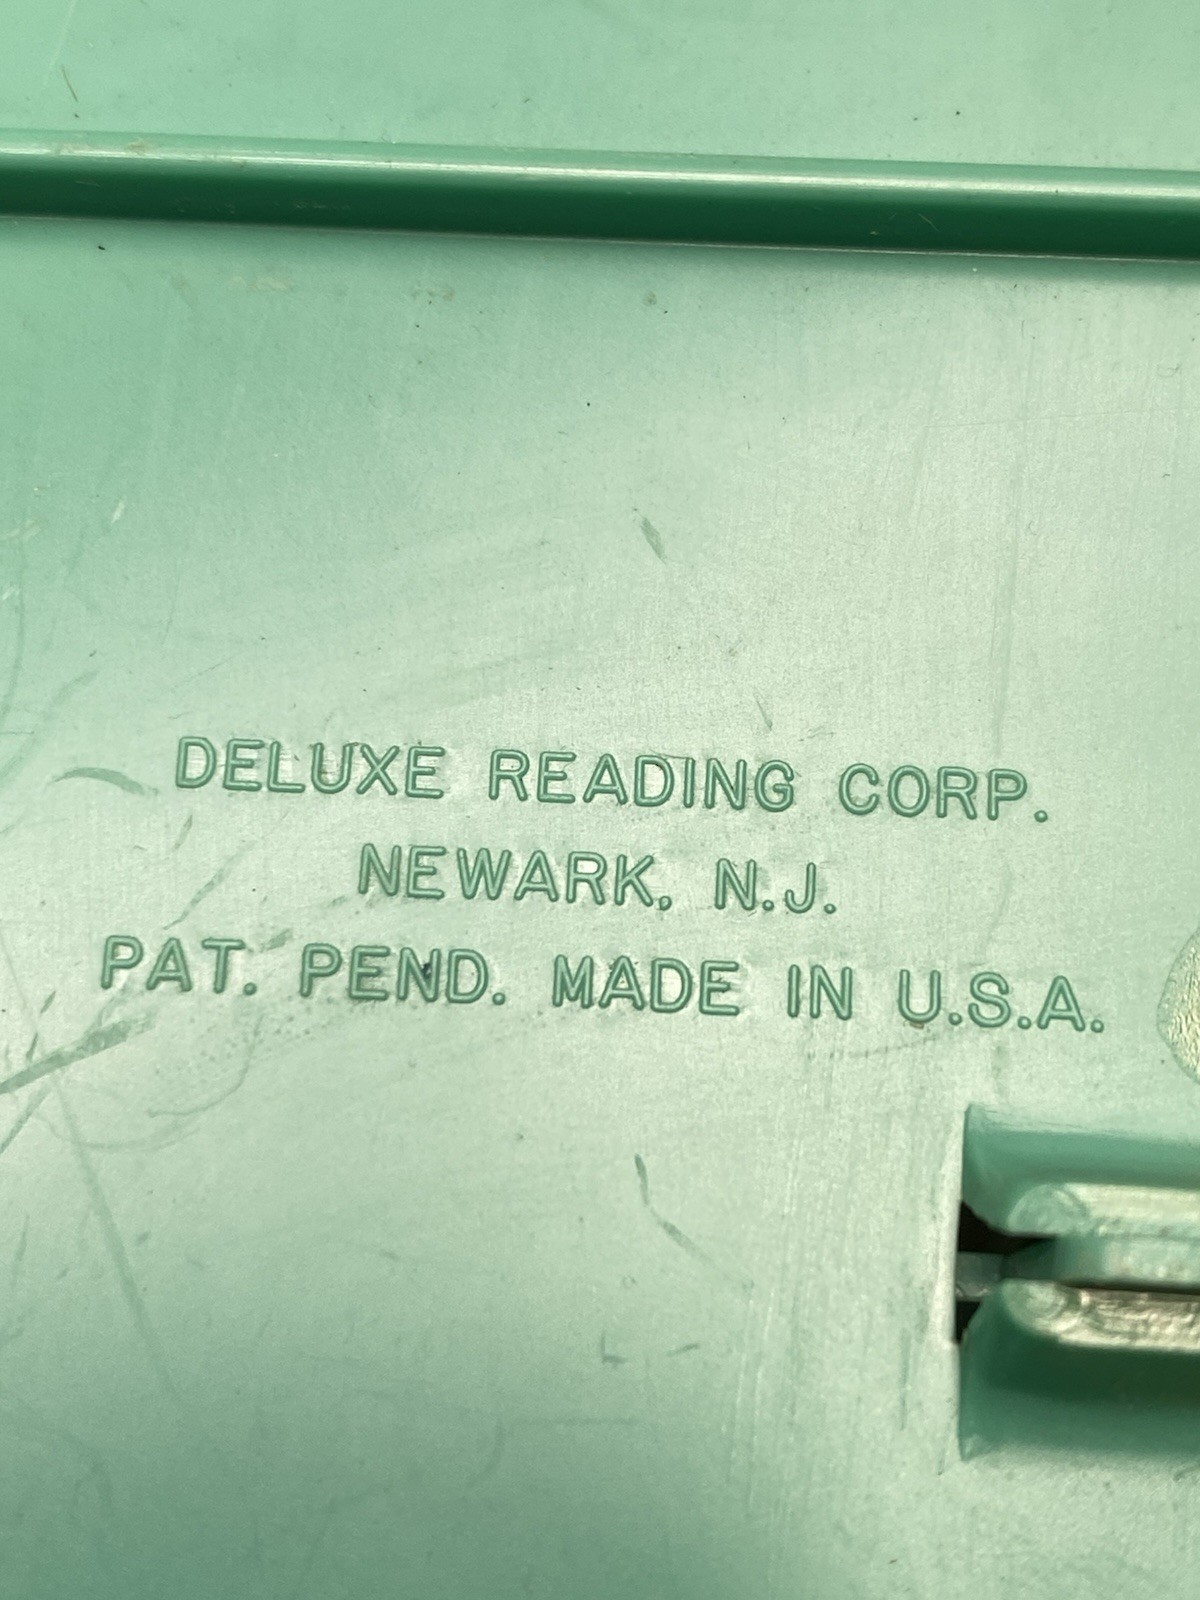 DELUXE READING CORP.
NEWARK, N.J.
PAT. PEND. MADE IN U.S.A.